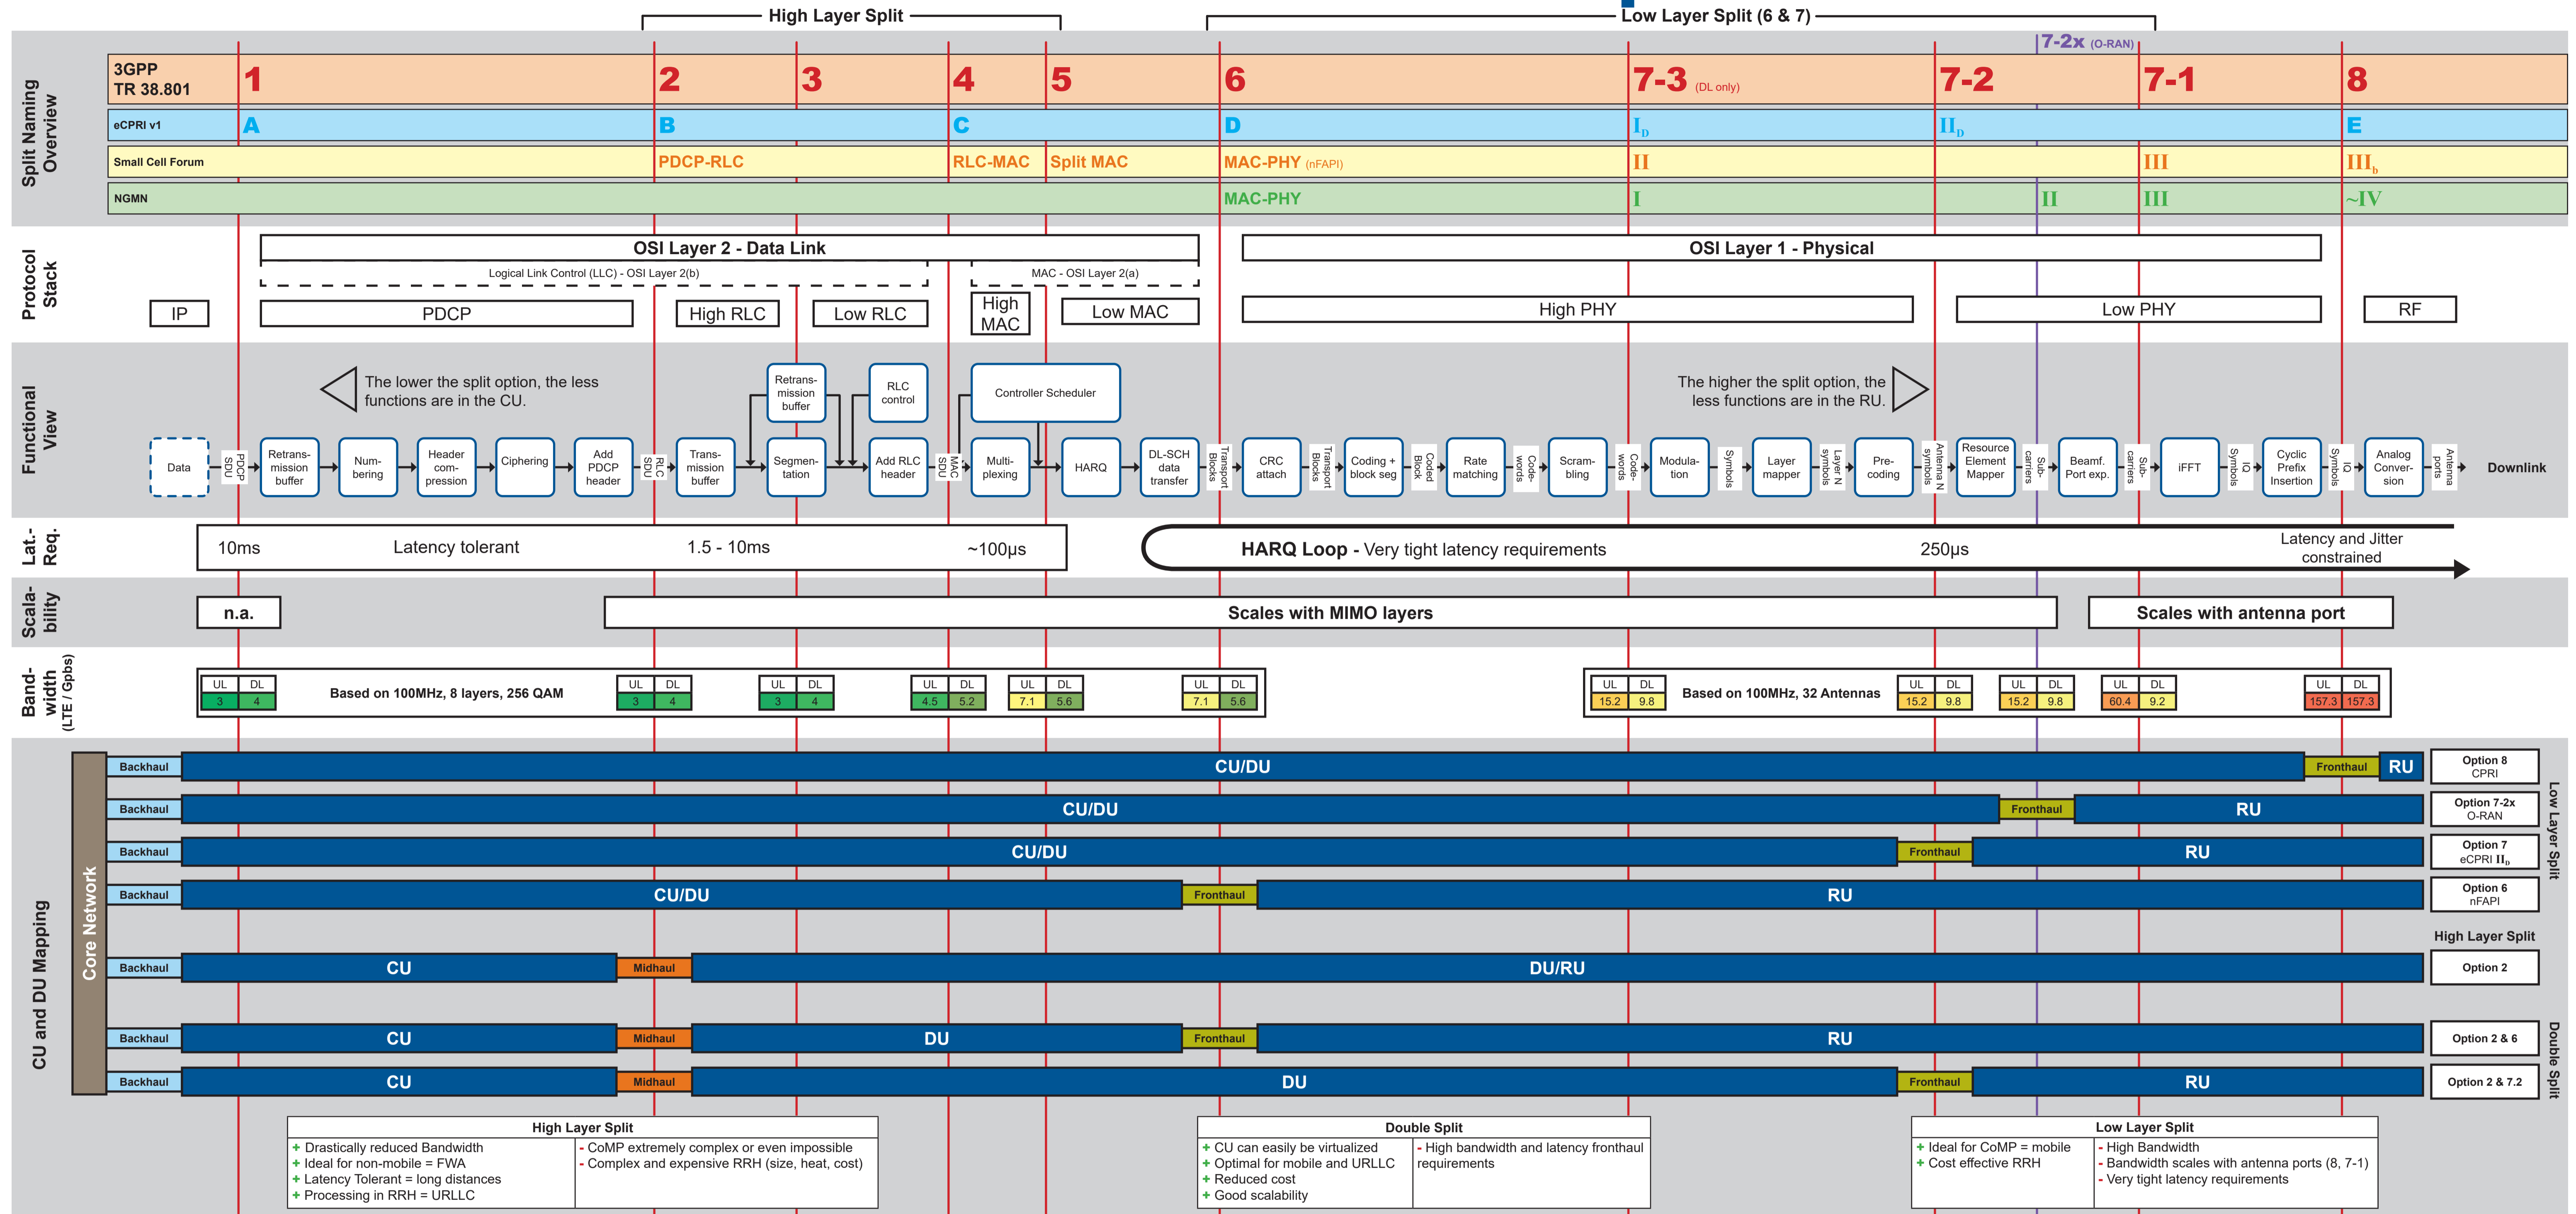 High Layer Split
Low Layer Split (6 & 7)
7-2x (O-RAN)
Split Naming
Overview
3GPP
TR 38.801
1
2
3
4
5
6
7-3 (DL only)
7-2
7-1
8
eCPRI v1
A
B
C
D
I_D
II_D
E
Small Cell Forum
PDCP-RLC
RLC-MAC
Split MAC
MAC-PHY (nFAPI)
II
III
III_b
NGMN
MAC-PHY
I
II
III
~IV
Protocol
Stack
OSI Layer 2 - Data Link
OSI Layer 1 - Physical
Logical Link Control (LLC) - OSI Layer 2(b)
MAC - OSI Layer 2(a)
IP
PDCP
High RLC
Low RLC
High
MAC
Low MAC
High PHY
Low PHY
RF
Functional
View
The lower the split option, the less
functions are in the CU.
Retrans-
mission
buffer
RLC
control
Controller Scheduler
The higher the split option, the
less functions are in the RU.
Data
PDCP
SDU
Retrans-
mission
buffer
Num-
bering
Header
com-
pression
Ciphering
Add
PDCP
header
RLC
SDU
Trans-
mission
buffer
Segmen-
tation
Add RLC
header
MAC
SDU
Multi-
plexing
HARQ
DL-SCH
data
transfer
Transport
Blocks
CRC
attach
Transport
Blocks
Coding +
block seg
Coded
Block
Rate
matching
Code-
words
Scram-
bling
Code-
words
Modula-
tion
Symbols
Layer
mapper
Layer N
symbols
Pre-
coding
Antenna N
symbols
Resource
Element
Mapper
Sub-
carriers
Beamf.
Port exp.
Sub-
carriers
iFFT
IQ
Symbols
Cyclic
Prefix
Insertion
IQ
Symbols
Analog
Conver-
sion
Antenna
ports
Downlink
Lat.-
Req.
10ms
Latency tolerant
1.5 - 10ms
~100µs
HARQ Loop - Very tight latency requirements
250µs
Latency and Jitter
constrained
Scala-
bility
n.a.
Scales with MIMO layers
Scales with antenna port
Band-
width
(LTE / Gpbs)
UL DL
3 4
Based on 100MHz, 8 layers, 256 QAM
UL DL
3 4
UL DL
3 4
UL DL
4.5 5.2
UL DL
7.1 5.6
UL DL
7.1 5.6
UL DL
15.2 9.8
Based on 100MHz, 32 Antennas
UL DL
15.2 9.8
UL DL
15.2 9.8
UL DL
60.4 9.2
UL DL
157.3 157.3
CU and DU Mapping
Core Network
Backhaul
CU/DU
Fronthaul
RU
Option 8
CPRI
Backhaul
CU/DU
Fronthaul
RU
Option 7-2x
O-RAN
Backhaul
CU/DU
Fronthaul
RU
Option 7
eCPRI II_D
Backhaul
CU/DU
Fronthaul
RU
Option 6
nFAPI
Low Layer Split
High Layer Split
Backhaul
CU
Midhaul
DU/RU
Option 2
Backhaul
CU
Midhaul
DU
Fronthaul
RU
Option 2 & 6
Backhaul
CU
Midhaul
DU
Fronthaul
RU
Option 2 & 7.2
Double Split
High Layer Split
+ Drastically reduced Bandwidth
+ Ideal for non-mobile = FWA
+ Latency Tolerant = long distances
+ Processing in RRH = URLLC
- CoMP extremely complex or even impossible
- Complex and expensive RRH (size, heat, cost)
Double Split
+ CU can easily be virtualized
+ Optimal for mobile and URLLC
+ Reduced cost
+ Good scalability
- High bandwidth and latency fronthaul
requirements
Low Layer Split
+ Ideal for CoMP = mobile
+ Cost effective RRH
- High Bandwidth
- Bandwidth scales with antenna ports (8, 7-1)
- Very tight latency requirements